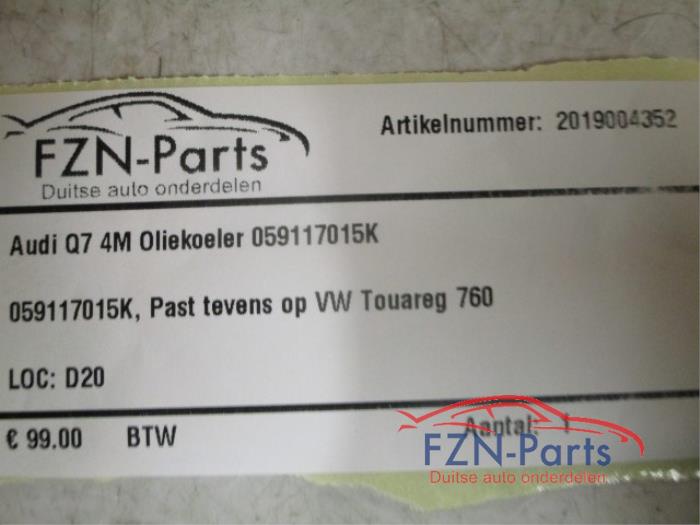 FZN-Parts
Duitse auto onderdelen
Artikelnummer: 2019004352
Audi Q7 4M Oliekoeler 059117015K
059117015K, Past tevens op VW Touareg 760
LOC: D20
€ 99.00 BTW Aantal: 1
FZN-Parts
Duitse auto onderdelen